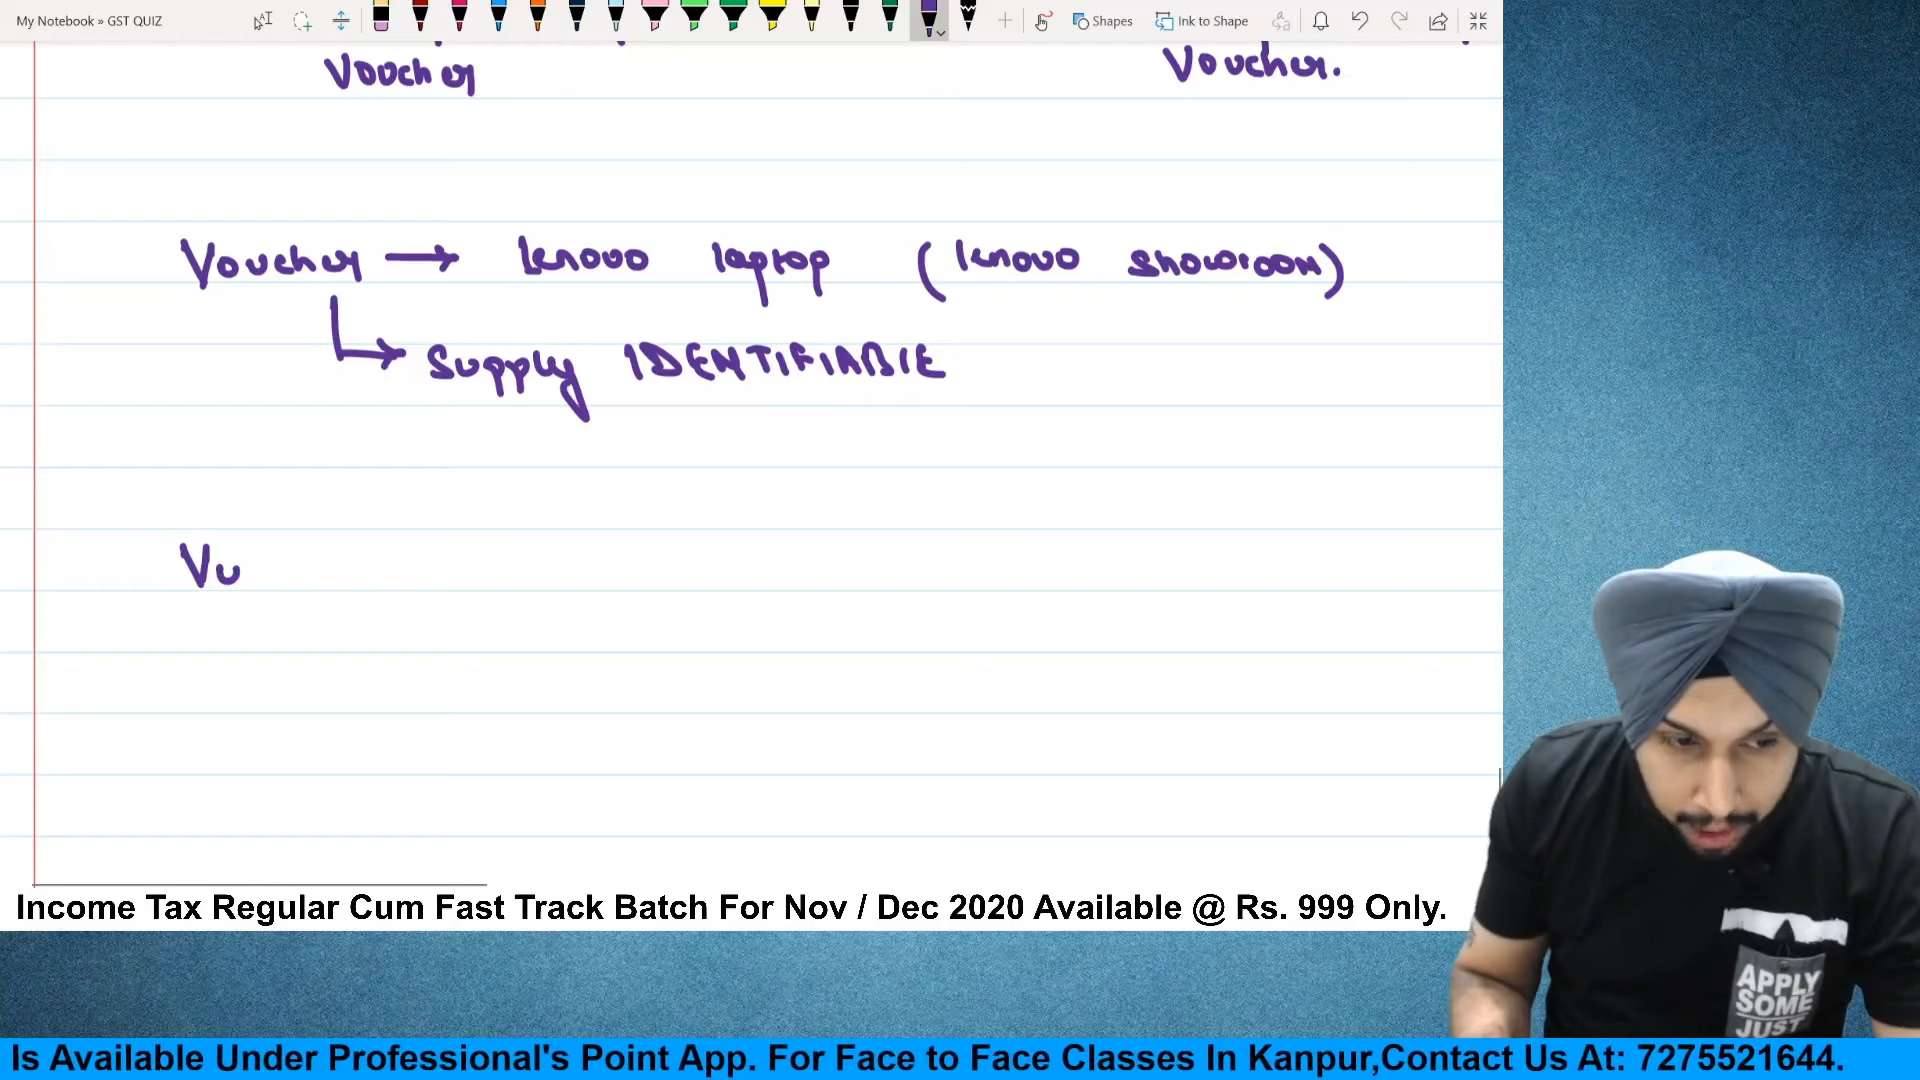 My Notebook » GST QUIZ Shapes Ink to Shape
Voucher Voucher.
Voucher → Lenovo laptop (Lenovo showroom)
Supply IDENTIFIABLE
Vu
Income Tax Regular Cum Fast Track Batch For Nov / Dec 2020 Available @ Rs. 999 Only.
APPLY
SOME
JUST
Is Available Under Professional's Point App. For Face to Face Classes In Kanpur,Contact Us At: 7275521644.